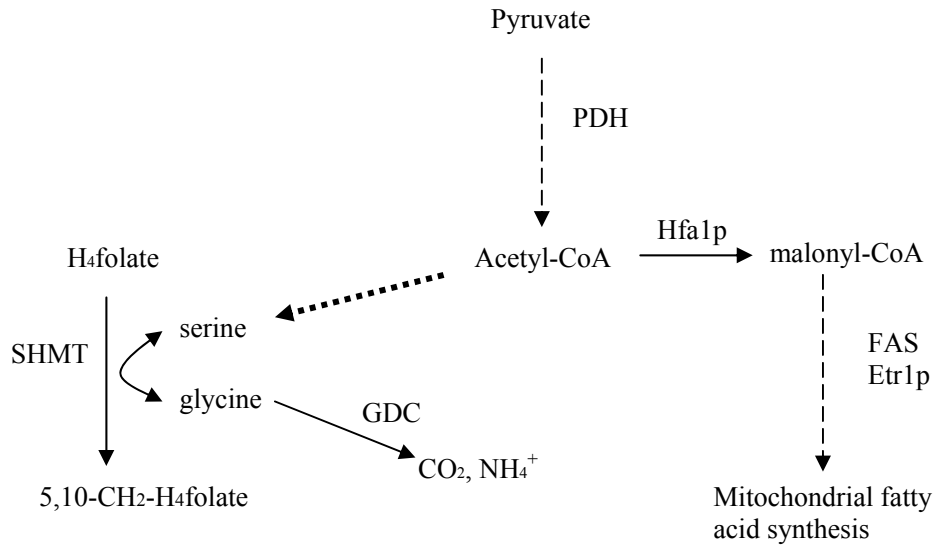 Pyruvate
PDH
Hfa1p
H4folate
Acetyl-CoA
malonyl-CoA
serine
SHMT
FAS
Etr1p
glycine
GDC
CO2, NH4+
5,10-CH2-H4folate
Mitochondrial fatty
acid synthesis